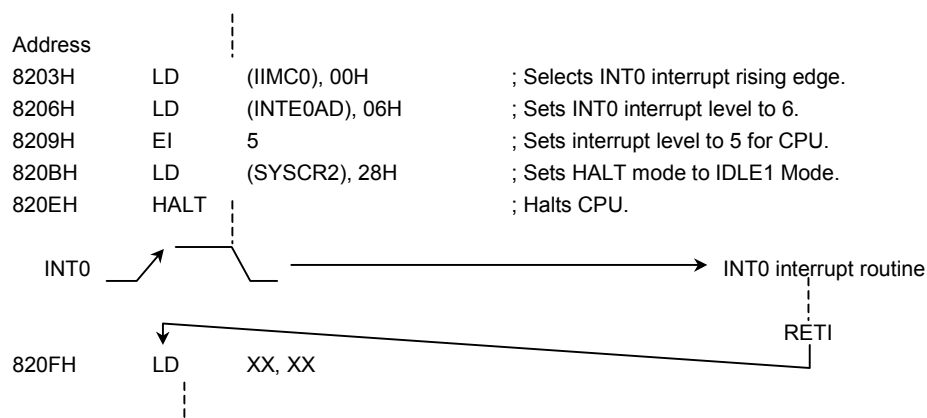 Address
8203H LD (IIMC0), 00H ; Selects INT0 interrupt rising edge.
8206H LD (INTE0AD), 06H ; Sets INT0 interrupt level to 6.
8209H EI 5 ; Sets interrupt level to 5 for CPU.
820BH LD (SYSCR2), 28H ; Sets HALT mode to IDLE1 Mode.
820EH HALT ; Halts CPU.
INT0 INT0 interrupt routine
RETI
820FH LD XX, XX